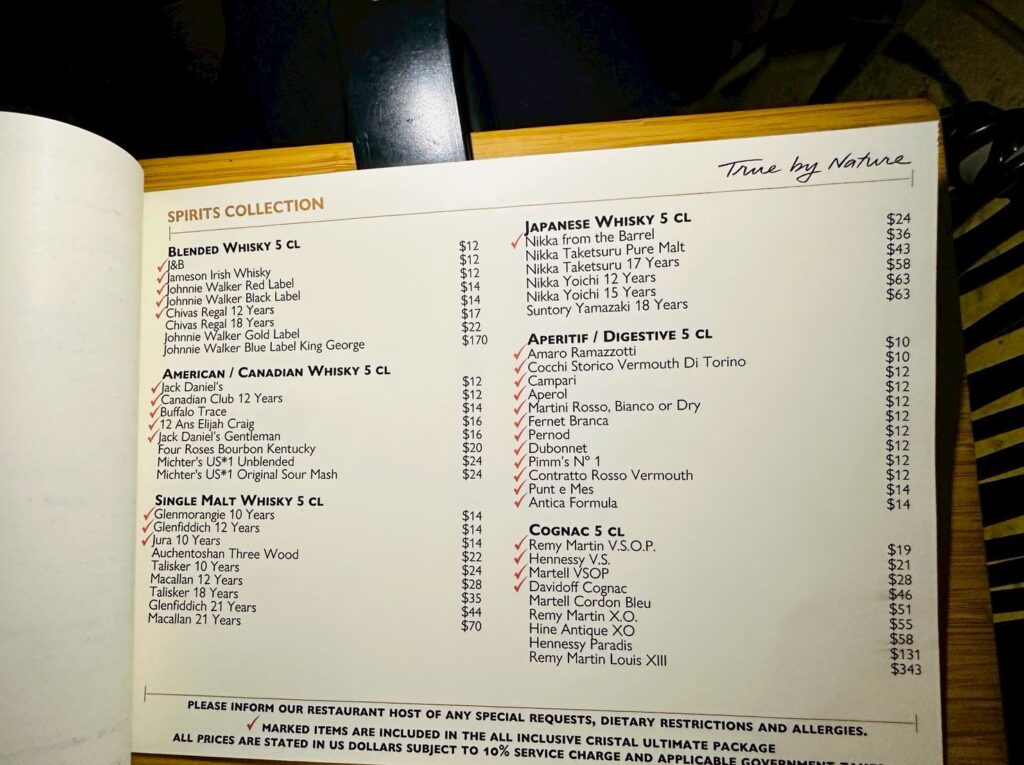 True by Nature
SPIRITS COLLECTION
BLENDED WHISKY 5 CL
✓ J&B $12
✓ Jameson Irish Whisky $12
✓ Johnnie Walker Red Label $12
✓ Johnnie Walker Black Label $14
✓ Chivas Regal 12 Years $14
Chivas Regal 18 Years $17
Johnnie Walker Gold Label $22
Johnnie Walker Blue Label King George $170
AMERICAN / CANADIAN WHISKY 5 CL
✓ Jack Daniel's $12
✓ Canadian Club 12 Years $12
✓ Buffalo Trace $14
✓ 12 Ans Elijah Craig $16
✓ Jack Daniel's Gentleman $16
Four Roses Bourbon Kentucky $20
Michter's US*1 Unblended $24
Michter's US*1 Original Sour Mash $24
SINGLE MALT WHISKY 5 CL
✓ Glenmorangie 10 Years $14
✓ Glenfiddich 12 Years $14
✓ Jura 10 Years $14
Auchentoshan Three Wood $22
Talisker 10 Years $24
Macallan 12 Years $28
Talisker 18 Years $35
Glenfiddich 21 Years $44
Macallan 21 Years $70
JAPANESE WHISKY 5 CL
✓ Nikka from the Barrel $24
Nikka Taketsuru Pure Malt $36
Nikka Taketsuru 17 Years $43
Nikka Yoichi 12 Years $58
Nikka Yoichi 15 Years $63
Suntory Yamazaki 18 Years $63
APERITIF / DIGESTIVE 5 CL
✓ Amaro Ramazzotti $10
✓ Cocchi Storico Vermouth Di Torino $10
✓ Campari $12
✓ Aperol $12
✓ Martini Rosso, Bianco or Dry $12
✓ Fernet Branca $12
✓ Pernod $12
✓ Dubonnet $12
✓ Pimm's Nº 1 $12
✓ Contratto Rosso Vermouth $12
✓ Punt e Mes $14
✓ Antica Formula $14
COGNAC 5 CL
✓ Remy Martin V.S.O.P. $19
✓ Hennessy V.S. $21
✓ Martell VSOP $28
✓ Davidoff Cognac $46
Martell Cordon Bleu $51
Remy Martin X.O. $55
Hine Antique XO $58
Hennessy Paradis $131
Remy Martin Louis XIII $343
PLEASE INFORM OUR RESTAURANT HOST OF ANY SPECIAL REQUESTS, DIETARY RESTRICTIONS AND ALLERGIES.
✓ MARKED ITEMS ARE INCLUDED IN THE ALL INCLUSIVE CRISTAL ULTIMATE PACKAGE
ALL PRICES ARE STATED IN US DOLLARS SUBJECT TO 10% SERVICE CHARGE AND APPLICABLE GOVERNMENT